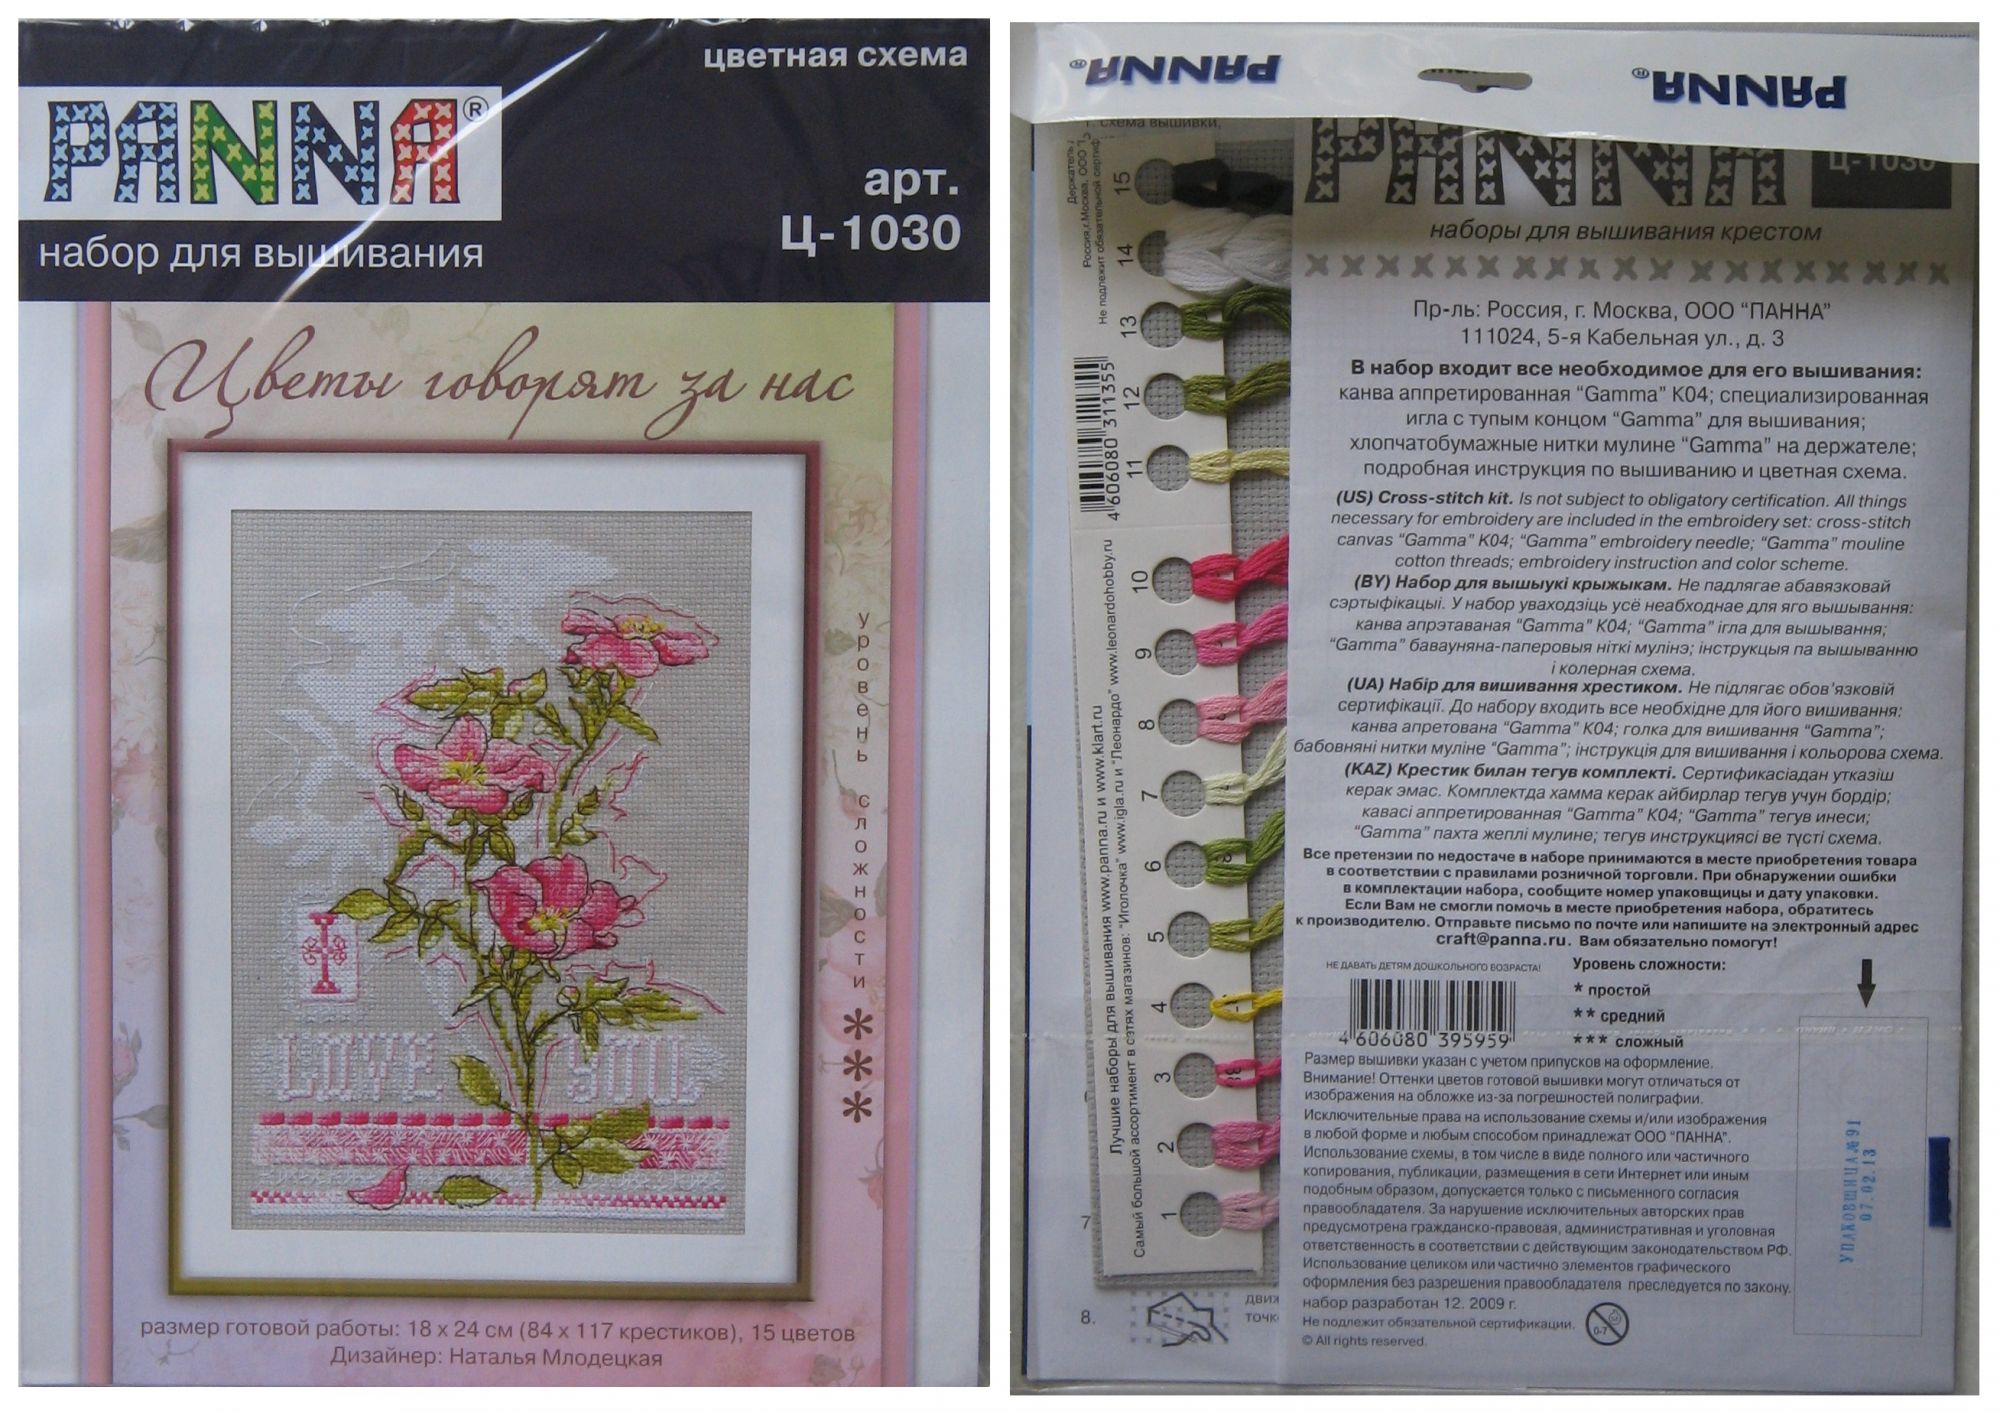 цветная схема
PANNA®
арт.
Ц-1030
набор для вышивания
Цветы говорят за нас
уровень сложности ***
LOVE YOU
размер готовой работы: 18 x 24 см (84 x 117 крестиков), 15 цветов
Дизайнер: Наталья Млодецкая
PANNA®
PANNA®
PANNA
Ц-1030
наборы для вышивания крестом
Пр-ль: Россия, г. Москва, ООО “ПАННА”
111024, 5-я Кабельная ул., д. 3
В набор входит все необходимое для его вышивания:
канва аппретированная “Gamma” К04; специализированная
игла с тупым концом “Gamma” для вышивания;
хлопчатобумажные нитки мулине “Gamma” на держателе;
подробная инструкция по вышиванию и цветная схема.
(US) Cross-stitch kit. Is not subject to obligatory certification. All things
necessary for embroidery are included in the embroidery set: cross-stitch
canvas “Gamma” K04; “Gamma” embroidery needle; “Gamma” mouline
cotton threads; embroidery instruction and color scheme.
(BY) Набор для вышыукі крыжыкам. Не падлягае абавязковай
сэртыфікацыі. У набор уваходзіць усё неабходнае для яго вышывання:
канва апрэтаваная “Gamma” К04; “Gamma” ігла для вышывання;
“Gamma” бавауняна-паперовыя ніткі мулінэ; інструкцыя па вышыванню
і колерная схема.
(UA) Набір для вишивання хрестиком. Не підлягає обов’язковій
сертифікації. До набору входить все необхідне для його вишивання:
канва апретована “Gamma” К04; голка для вишивання “Gamma”;
бабовняні нитки муліне “Gamma”; інструкція для вишивання і кольорова схема.
(KAZ) Крестик билан тегув комплекті. Сертификасіадан утказіш
керак эмас. Комплектда хамма керак айбирлар тегув учун бордір;
кавасі аппретированная “Gamma” К04; “Gamma” тегув инеси;
“Gamma” пахта жеплі мулине; тегув инструкциясі ве түсті схема.
Все претензии по недостаче в наборе принимаются в месте приобретения товара
в соответствии с правилами розничной торговли. При обнаружении ошибки
в комплектации набора, сообщите номер упаковщицы и дату упаковки.
Если Вам не смогли помочь в месте приобретения набора, обратитесь
к производителю. Отправьте письмо по почте или напишите на электронный адрес
craft@panna.ru. Вам обязательно помогут!
НЕ ДАВАТЬ ДЕТЯМ ДОШКОЛЬНОГО ВОЗРАСТА!
4 606080 395959
Уровень сложности:
* простой
** средний
*** сложный
Размер вышивки указан с учетом припусков на оформление.
Внимание! Оттенки цветов готовой вышивки могут отличаться от
изображения на обложке из-за погрешностей полиграфии.
Исключительные права на использование схемы и/или изображения
в любой форме и любым способом принадлежат ООО “ПАННА”.
Использование схемы, в том числе в виде полного или частичного
копирования, публикации, размещения в сети Интернет или иным
подобным образом, допускается только с письменного согласия
правообладателя. За нарушение исключительных авторских прав
предусмотрена гражданско-правовая, административная и уголовная
ответственность в соответствии с действующим законодательством РФ.
Использование целиком или частично элементов графического
оформления без разрешения правообладателя преследуется по закону.
набор разработан 12. 2009 г.
Не подлежит обязательной сертификации.
© All rights reserved.
0-7
УПАКОВЩИЦА№91
07.02.13
схема вышивки,
Держатель
Россия,г.Москва, ООО
Не подлежит обязательной сертиф
4 606080 311355
Лучшие наборы для вышивания www.panna.ru и www.klart.ru
Самый большой ассортимент в сетях магазинов: “Иголочка” www.igla.ru и “Леонардо” www.leonardohobby.ru
15
14
13
12
11
10
9
8
7
6
5
4
3
2
1
7
8.
движ
точк